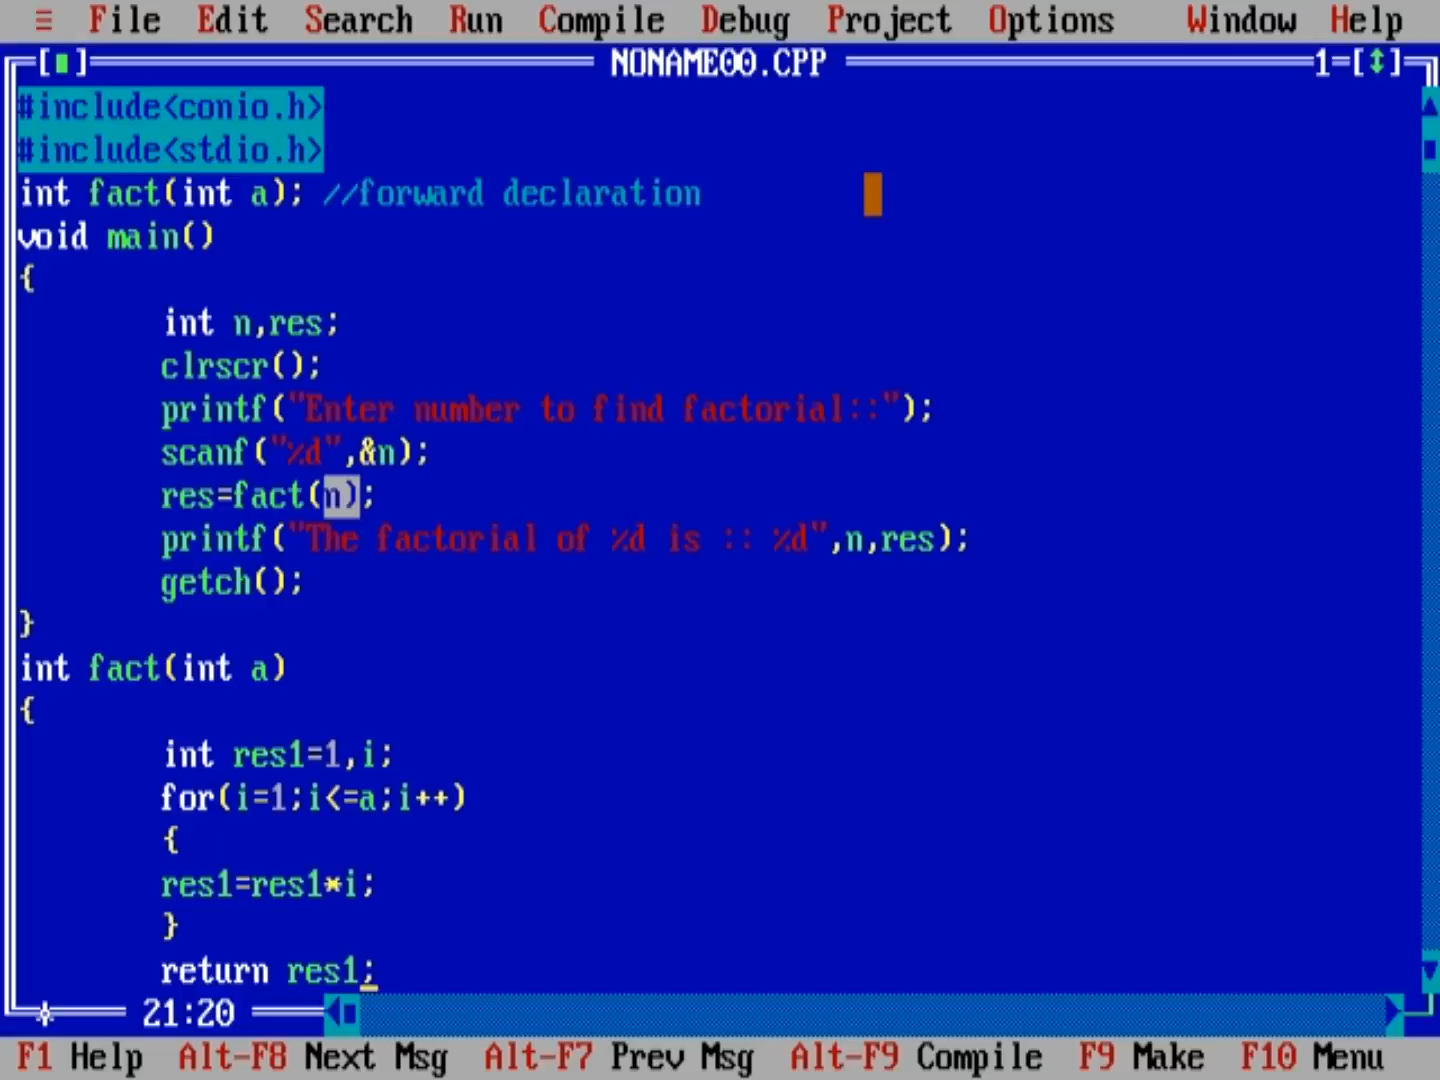 ≡ File Edit Search Run Compile Debug Project Options Window Help
[■] NONAME00.CPP 1=[↕]
#include<conio.h>
#include<stdio.h>
int fact(int a); //forward declaration
void main()
{
int n,res;
clrscr();
printf("Enter number to find factorial::");
scanf("%d",&n);
res=fact(n);
printf("The factorial of %d is :: %d",n,res);
getch();
}
int fact(int a)
{
int res1=1,i;
for(i=1;i<=a;i++)
{
res1=res1*i;
}
return res1;
21:20
F1 Help Alt-F8 Next Msg Alt-F7 Prev Msg Alt-F9 Compile F9 Make F10 Menu